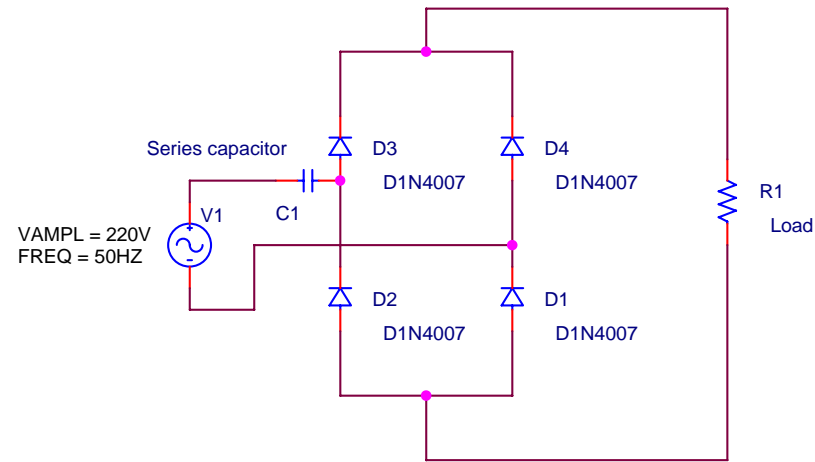 Series capacitor
D3
D1N4007
D4
D1N4007
R1
Load
V1
C1
VAMPL = 220V
FREQ = 50HZ
D2
D1N4007
D1
D1N4007